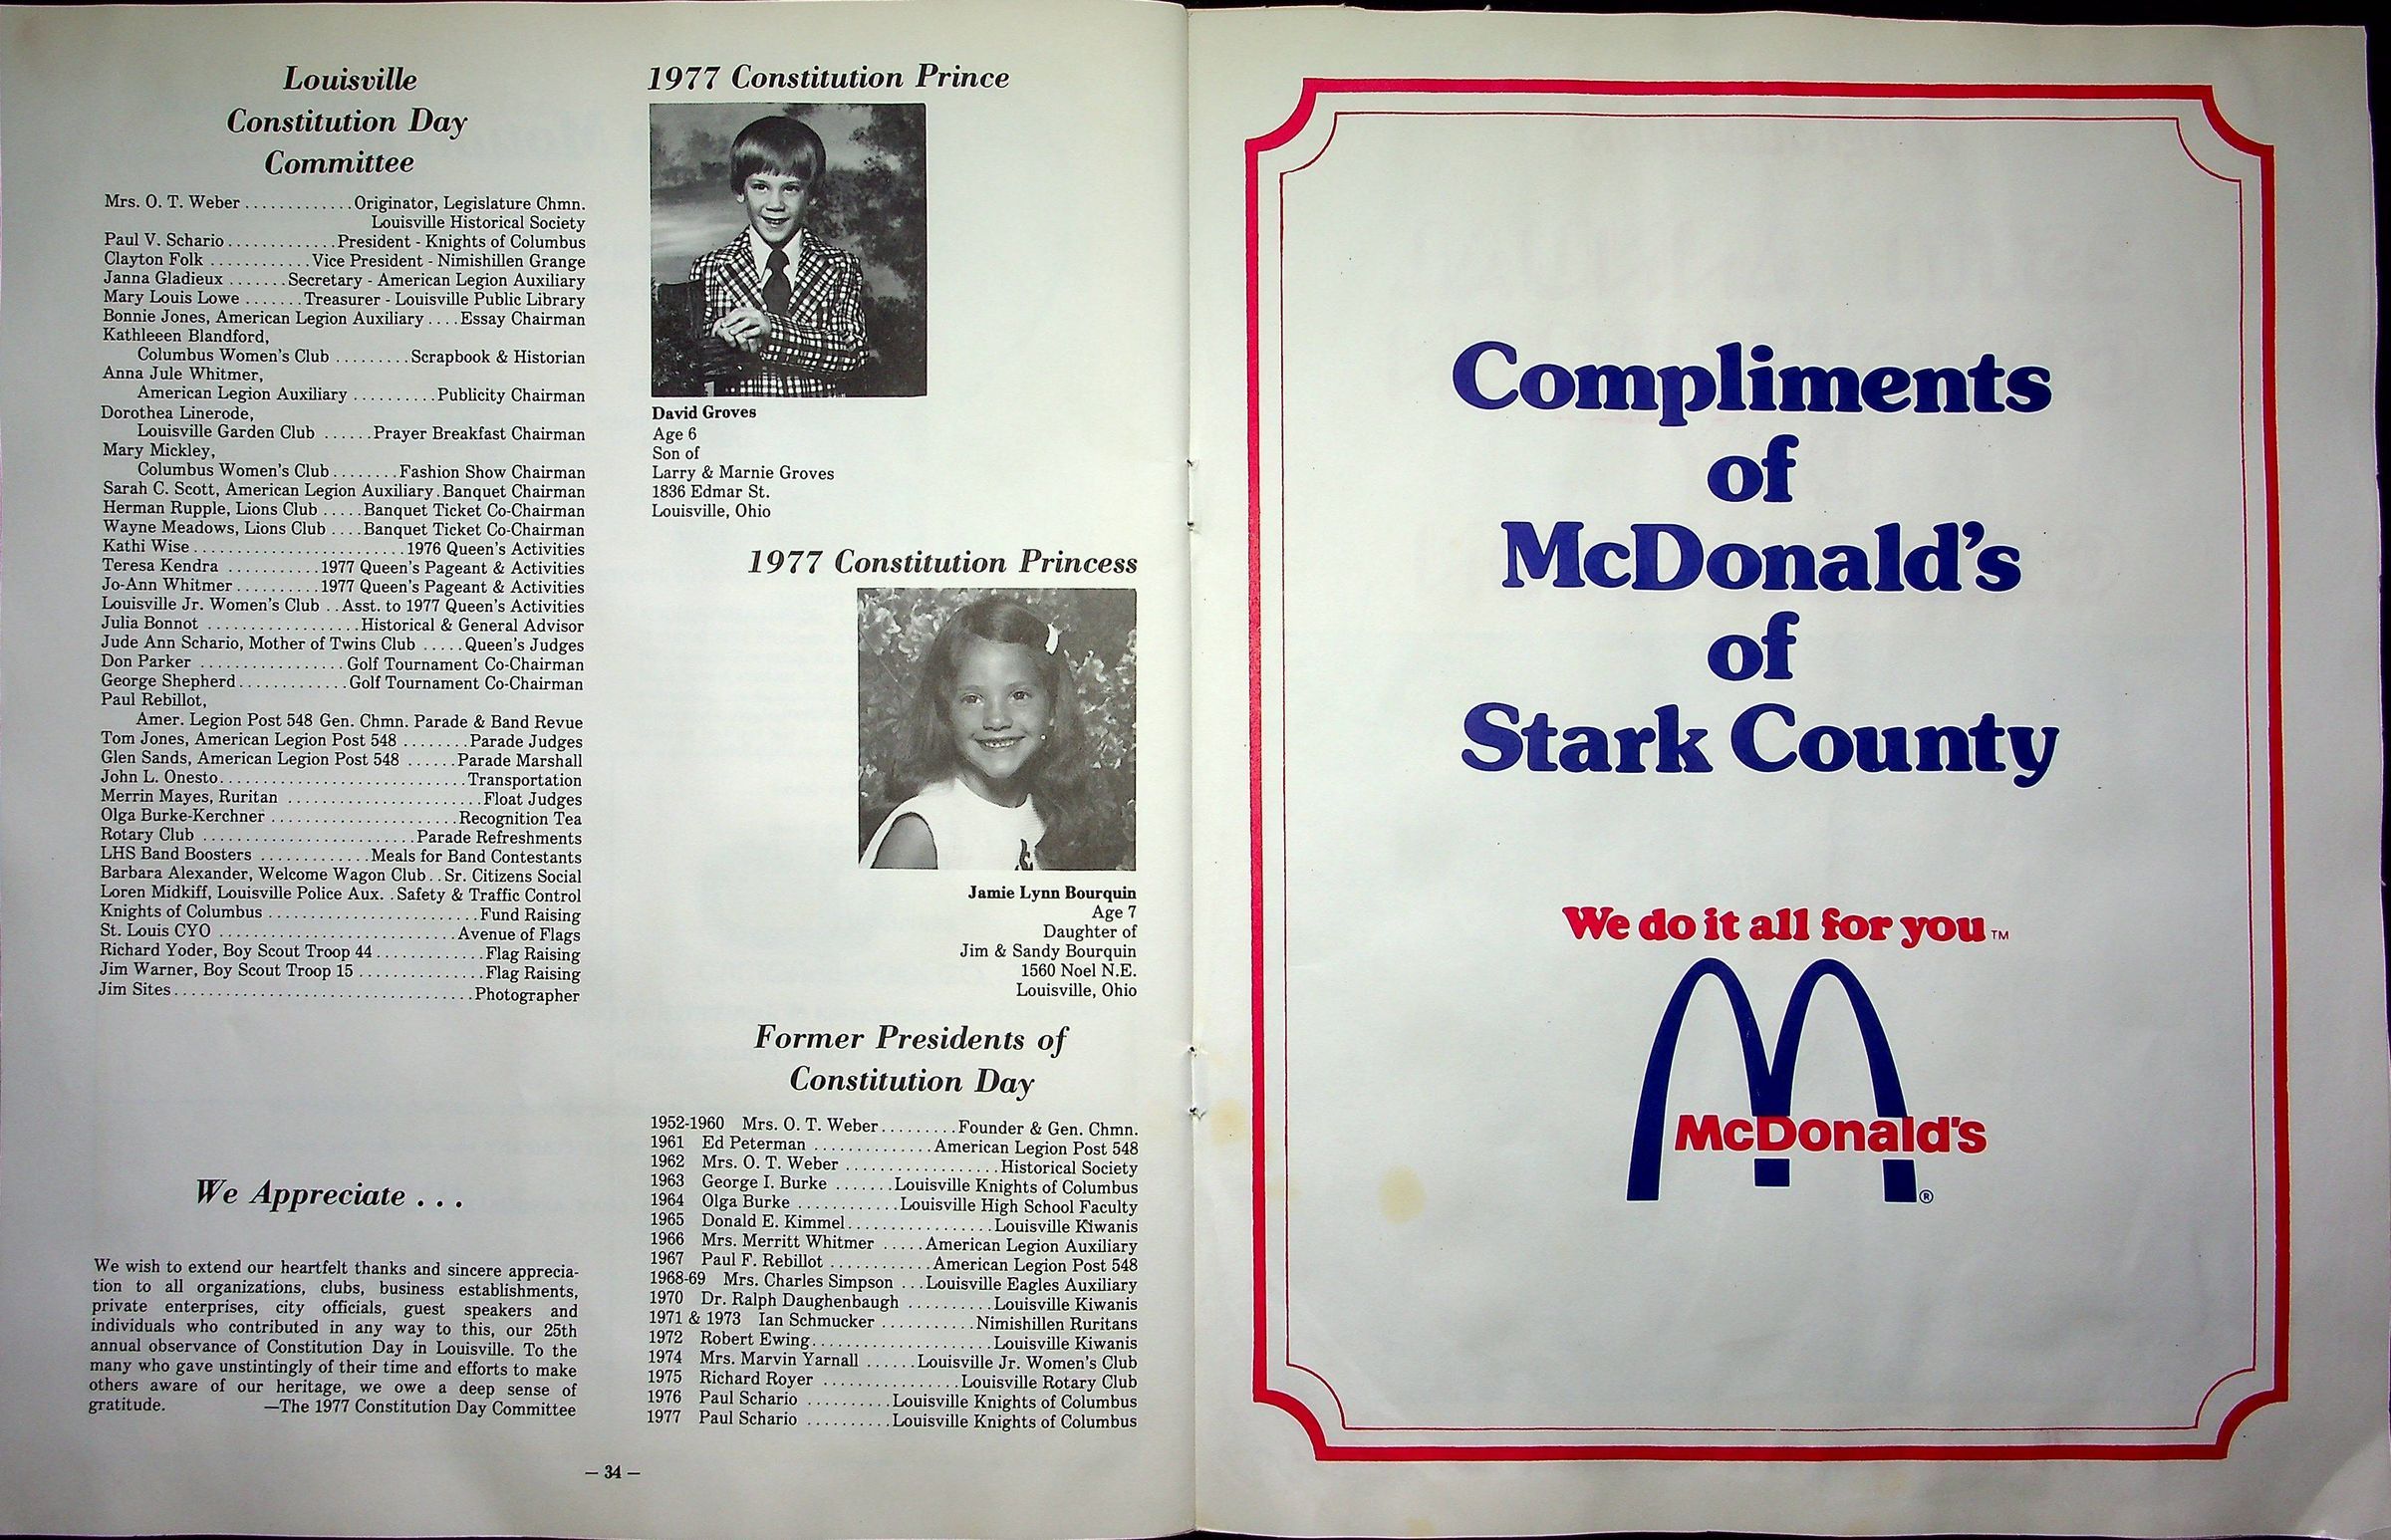 Louisville
Constitution Day
Committee
Mrs. O. T. Weber ............. Originator, Legislature Chmn.
Louisville Historical Society
Paul V. Schario ............. President - Knights of Columbus
Clayton Folk ............ Vice President - Nimishillen Grange
Janna Gladieux ....... Secretary - American Legion Auxiliary
Mary Louis Lowe ....... Treasurer - Louisville Public Library
Bonnie Jones, American Legion Auxiliary .... Essay Chairman
Kathleeen Blandford,
Columbus Women's Club ......... Scrapbook & Historian
Anna Jule Whitmer,
American Legion Auxiliary .......... Publicity Chairman
Dorothea Linerode,
Louisville Garden Club ...... Prayer Breakfast Chairman
Mary Mickley,
Columbus Women's Club ........ Fashion Show Chairman
Sarah C. Scott, American Legion Auxiliary . Banquet Chairman
Herman Rupple, Lions Club ..... Banquet Ticket Co-Chairman
Wayne Meadows, Lions Club .... Banquet Ticket Co-Chairman
Kathi Wise ......................... 1976 Queen's Activities
Teresa Kendra ........... 1977 Queen's Pageant & Activities
Jo-Ann Whitmer .......... 1977 Queen's Pageant & Activities
Louisville Jr. Women's Club .. Asst. to 1977 Queen's Activities
Julia Bonnot .................. Historical & General Advisor
Jude Ann Schario, Mother of Twins Club ..... Queen's Judges
Don Parker ................. Golf Tournament Co-Chairman
George Shepherd ............. Golf Tournament Co-Chairman
Paul Rebillot,
Amer. Legion Post 548 Gen. Chmn. Parade & Band Revue
Tom Jones, American Legion Post 548 ........ Parade Judges
Glen Sands, American Legion Post 548 ...... Parade Marshall
John L. Onesto ............................. Transportation
Merrin Mayes, Ruritan ....................... Float Judges
Olga Burke-Kerchner ...................... Recognition Tea
Rotary Club ......................... Parade Refreshments
LHS Band Boosters ............. Meals for Band Contestants
Barbara Alexander, Welcome Wagon Club .. Sr. Citizens Social
Loren Midkiff, Louisville Police Aux. . Safety & Traffic Control
Knights of Columbus ......................... Fund Raising
St. Louis CYO ............................ Avenue of Flags
Richard Yoder, Boy Scout Troop 44 ............. Flag Raising
Jim Warner, Boy Scout Troop 15 ............... Flag Raising
Jim Sites ................................... Photographer
We Appreciate . . .
We wish to extend our heartfelt thanks and sincere apprecia-
tion to all organizations, clubs, business establishments,
private enterprises, city officials, guest speakers and
individuals who contributed in any way to this, our 25th
annual observance of Constitution Day in Louisville. To the
many who gave unstintingly of their time and efforts to make
others aware of our heritage, we owe a deep sense of
gratitude. —The 1977 Constitution Day Committee
1977 Constitution Prince
David Groves
Age 6
Son of
Larry & Marnie Groves
1836 Edmar St.
Louisville, Ohio
1977 Constitution Princess
Jamie Lynn Bourquin
Age 7
Daughter of
Jim & Sandy Bourquin
1560 Noel N.E.
Louisville, Ohio
Former Presidents of
Constitution Day
1952-1960 Mrs. O. T. Weber ......... Founder & Gen. Chmn.
1961 Ed Peterman .............. American Legion Post 548
1962 Mrs. O. T. Weber .................. Historical Society
1963 George I. Burke ....... Louisville Knights of Columbus
1964 Olga Burke ............ Louisville High School Faculty
1965 Donald E. Kimmel ................. Louisville Kiwanis
1966 Mrs. Merritt Whitmer ..... American Legion Auxiliary
1967 Paul F. Rebillot ............ American Legion Post 548
1968-69 Mrs. Charles Simpson ... Louisville Eagles Auxiliary
1970 Dr. Ralph Daughenbaugh .......... Louisville Kiwanis
1971 & 1973 Ian Schmucker ........... Nimishillen Ruritans
1972 Robert Ewing ..................... Louisville Kiwanis
1974 Mrs. Marvin Yarnall ...... Louisville Jr. Women's Club
1975 Richard Royer ................ Louisville Rotary Club
1976 Paul Schario .......... Louisville Knights of Columbus
1977 Paul Schario .......... Louisville Knights of Columbus
— 34 —
Compliments
of
McDonald's
of
Stark County
We do it all for you™
McDonald's
®